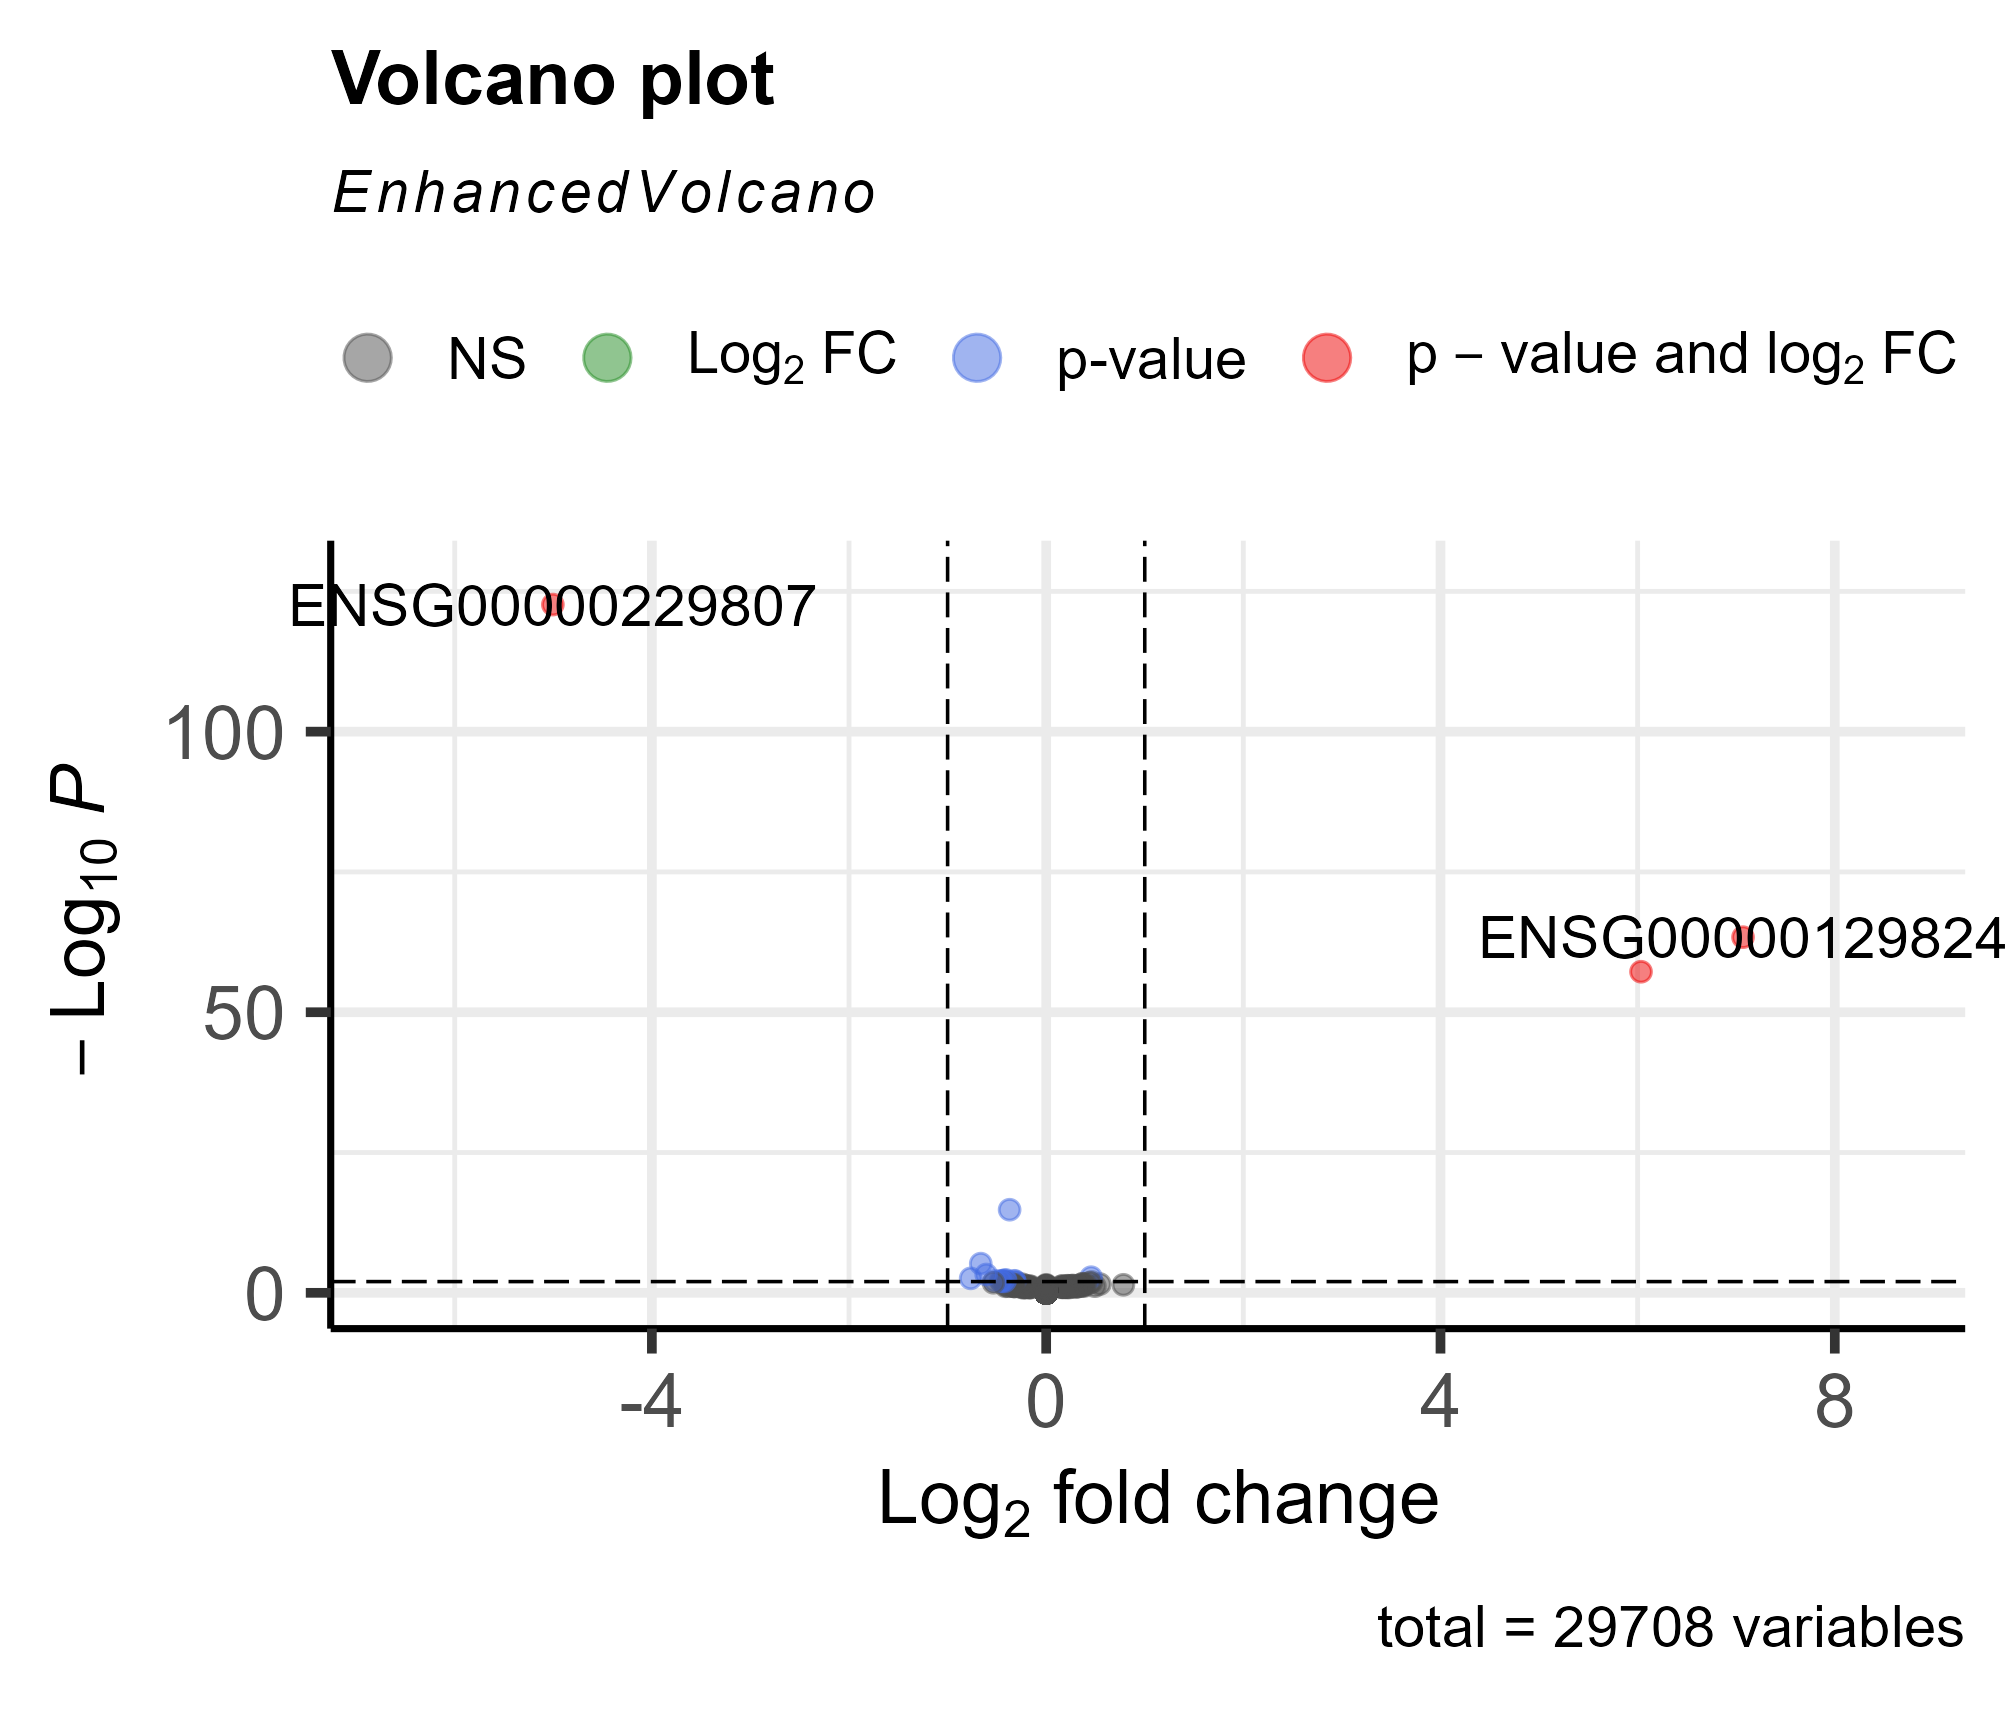 Volcano plot
EnhancedVolcano
NS Log₂ FC p-value p − value and log₂ FC
ENSG00000229807
100
ENSG00000129824
50
0
− Log₁₀ P
-4 0 4 8
Log₂ fold change
total = 29708 variables